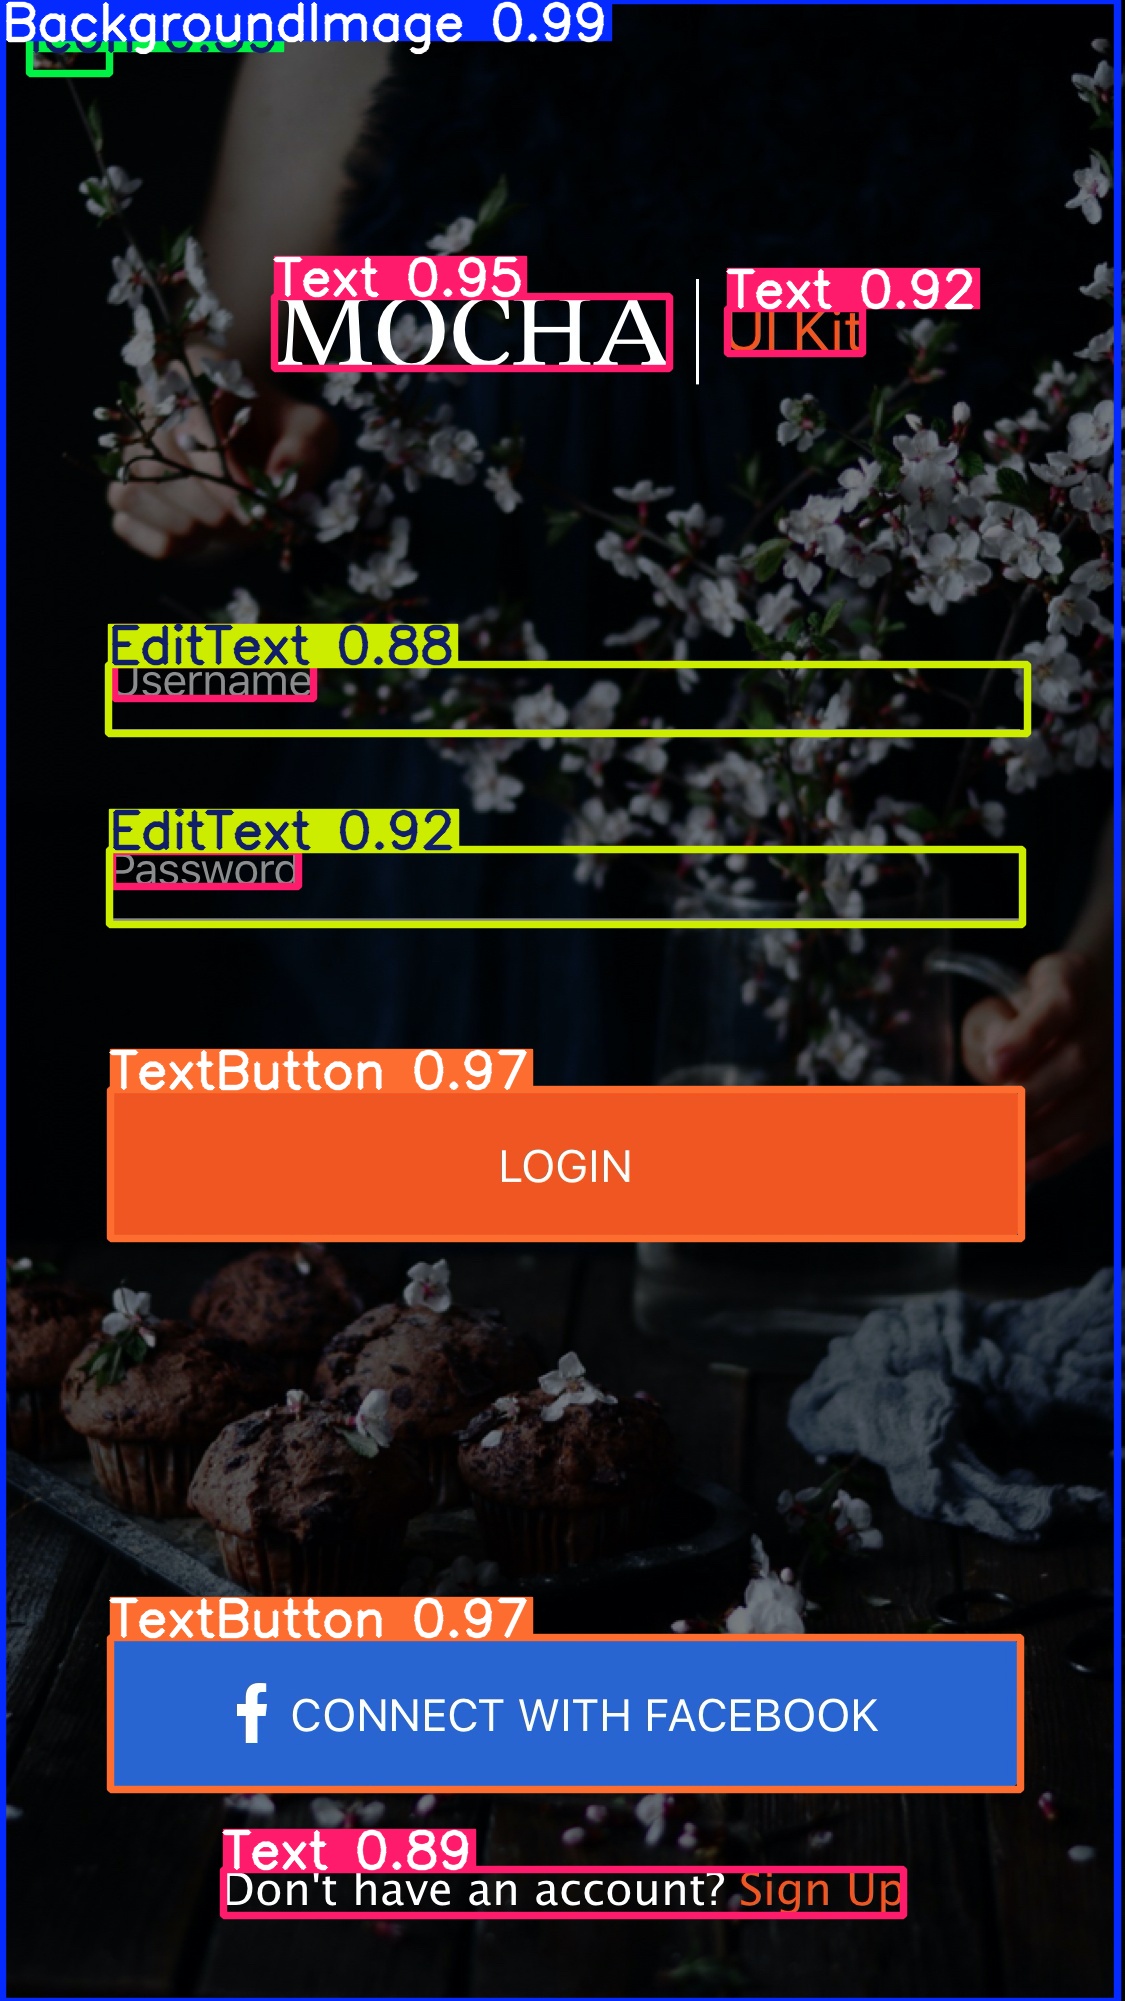 BackgroundImage 0.99
Text 0.95
Text 0.92
MOCHA
UI Kit
EditText 0.88
Username
EditText 0.92
Password
TextButton 0.97
LOGIN
TextButton 0.97
f CONNECT WITH FACEBOOK
Text 0.89
Don't have an account? Sign Up